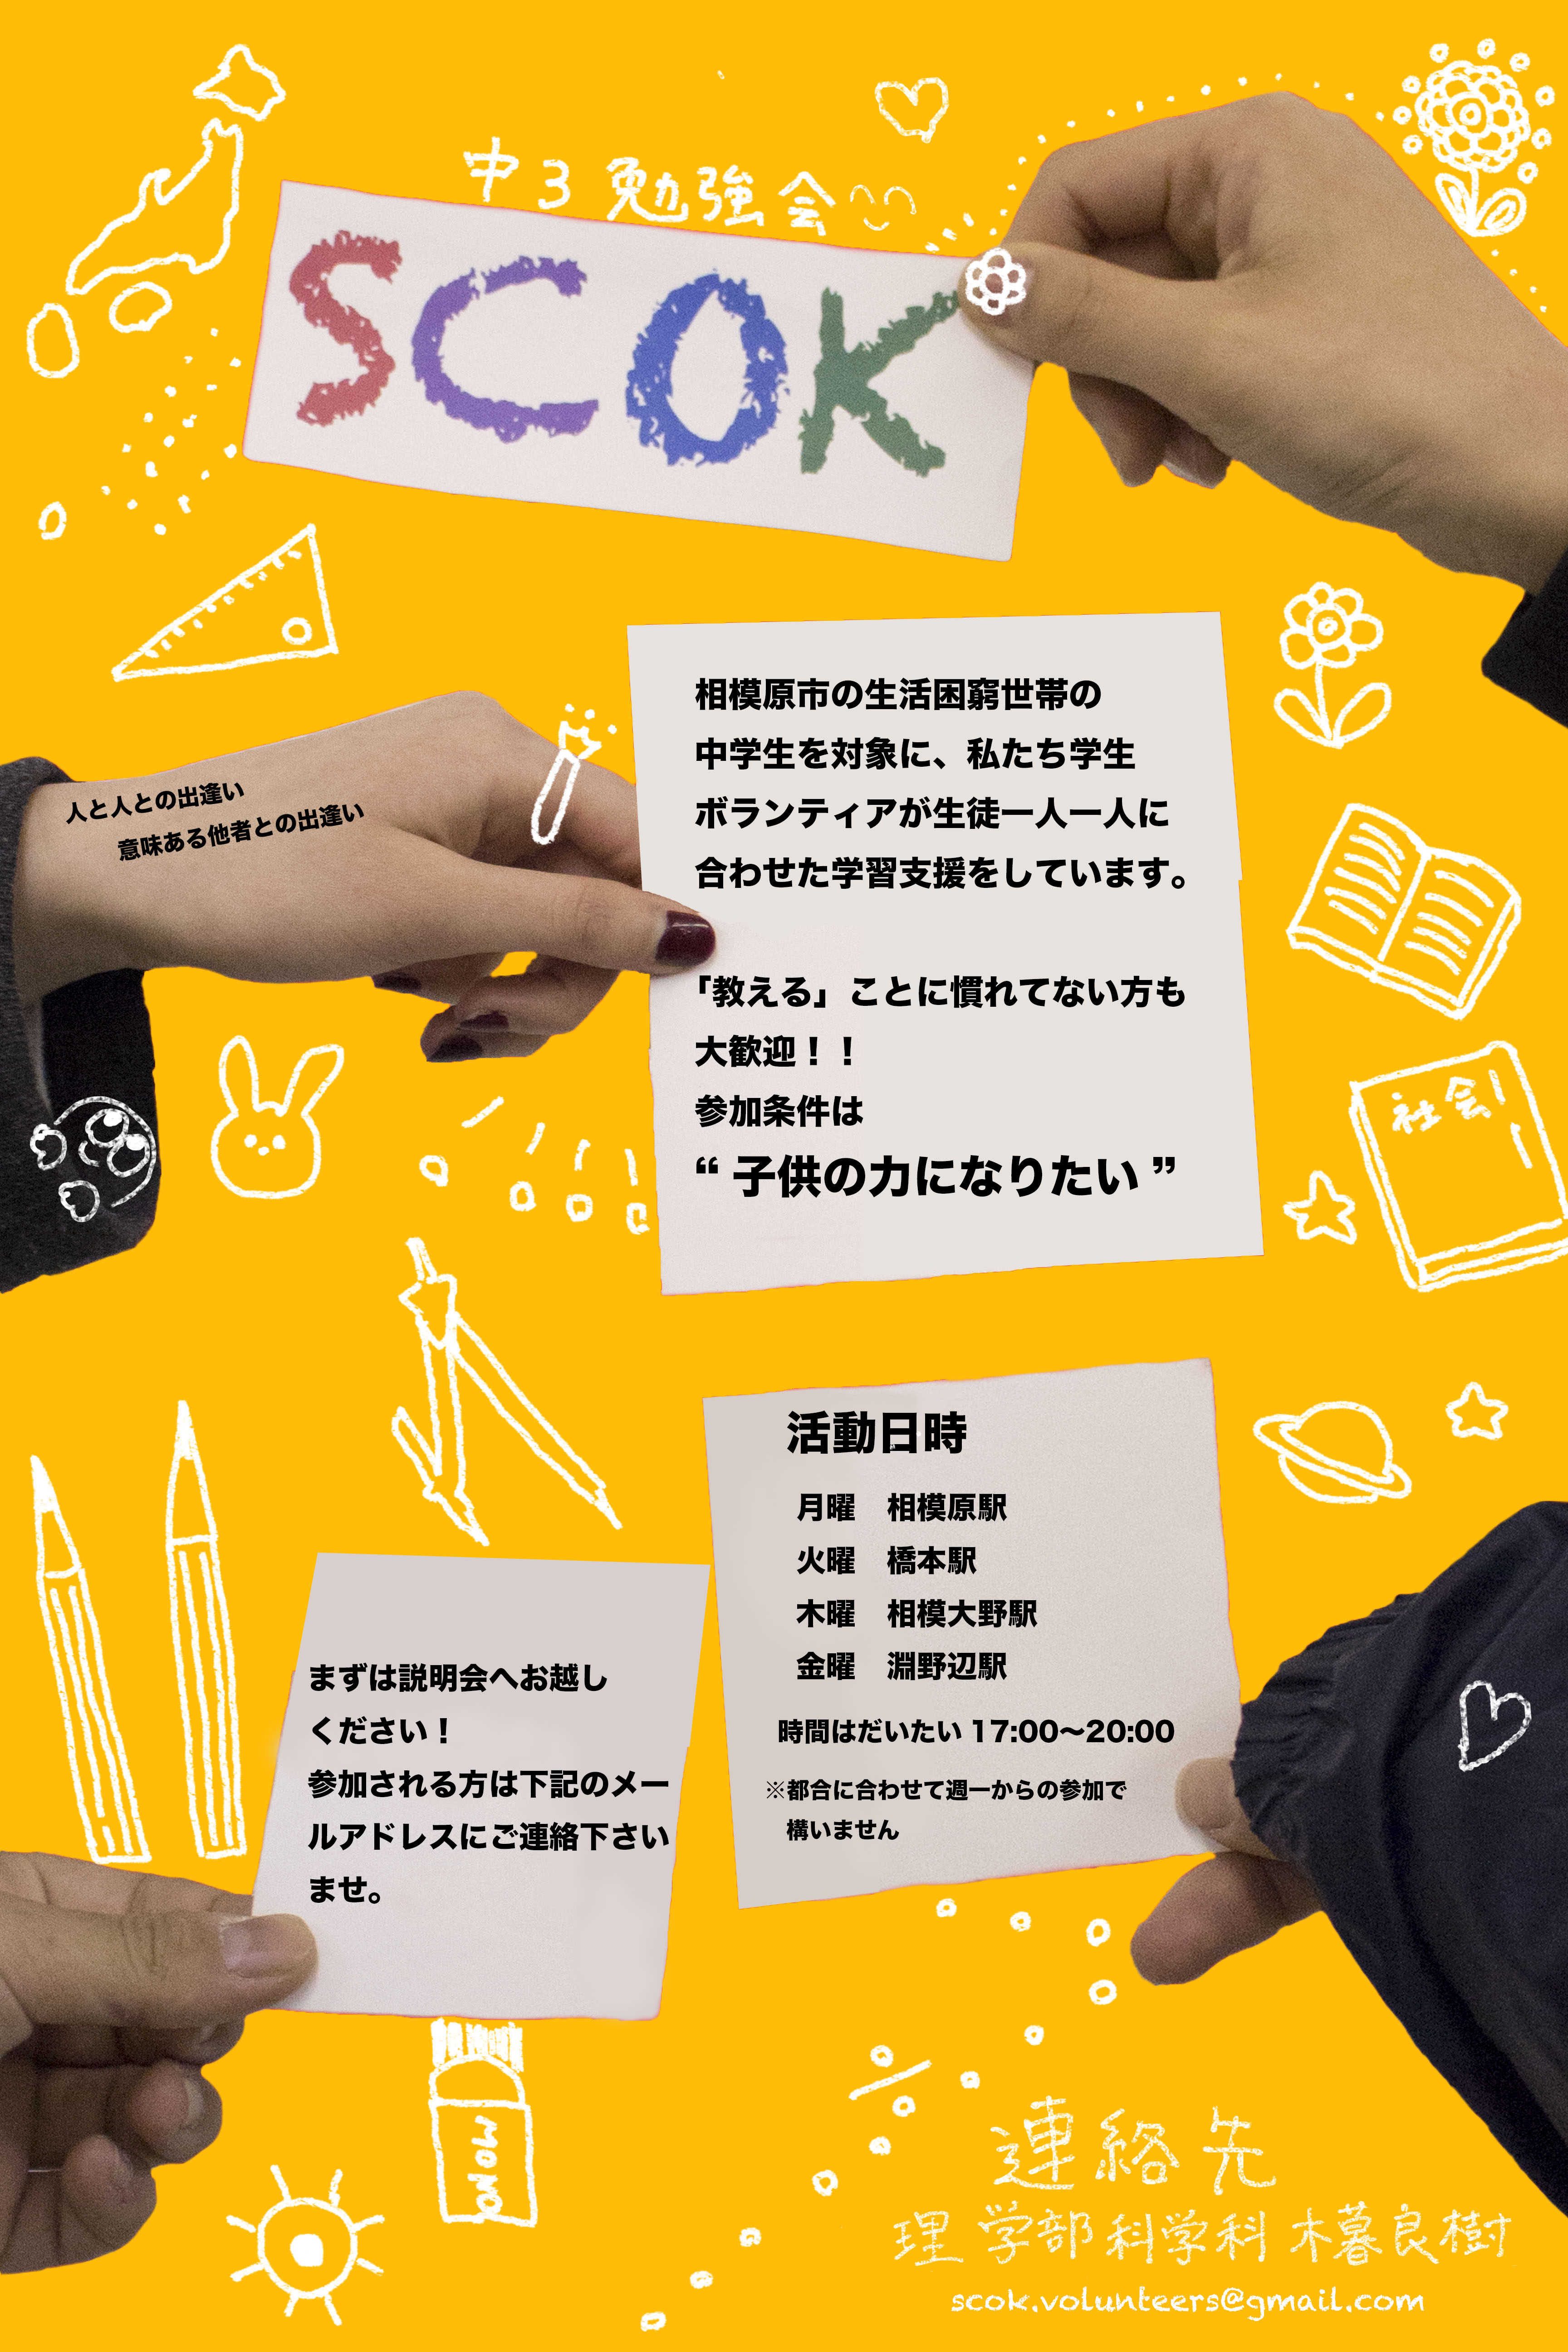 中3 勉強会
SCOK
相模原市の生活困窮世帯の
中学生を対象に、私たち学生
ボランティアが生徒一人一人に
合わせた学習支援をしています。
「教える」ことに慣れてない方も
大歓迎！！
参加条件は
“ 子供の力になりたい ”
人と人との出逢い
意味ある他者との出逢い
社会!
活動日時
月曜　相模原駅
火曜　橋本駅
木曜　相模大野駅
金曜　淵野辺駅
時間はだいたい 17:00〜20:00
※都合に合わせて週一からの参加で
構いません
まずは説明会へお越し
ください！
参加される方は下記のメー
ルアドレスにご連絡下さい
ませ。
MONO
連絡先
理学部科学科 木暮良樹
scok.volunteers@gmail.com